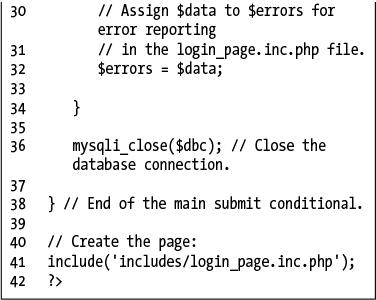 30 // Assign $data to $errors for
error reporting
31 // in the login_page.inc.php file.
32 $errors = $data;
33
34 }
35
36 mysqli_close($dbc); // Close the
database connection.
37
38 } // End of the main submit conditional.
39
40 // Create the page:
41 include('includes/login_page.inc.php');
42 ?>